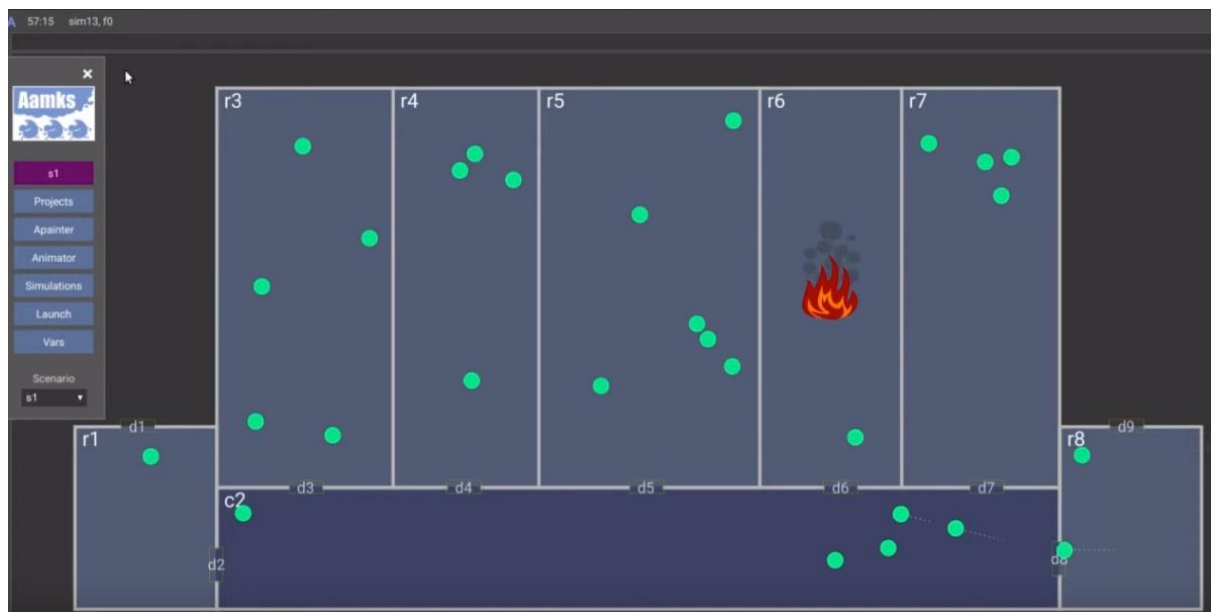 A 57:15 sim13, f0
×
Aamks
s1
Projects
Apainter
Animator
Simulations
Launch
Vars
Scenario
s1
r3 r4 r5 r6 r7
d1 d9
r1 r8
d3 d4 d5 d6 d7
c2
d2 d8